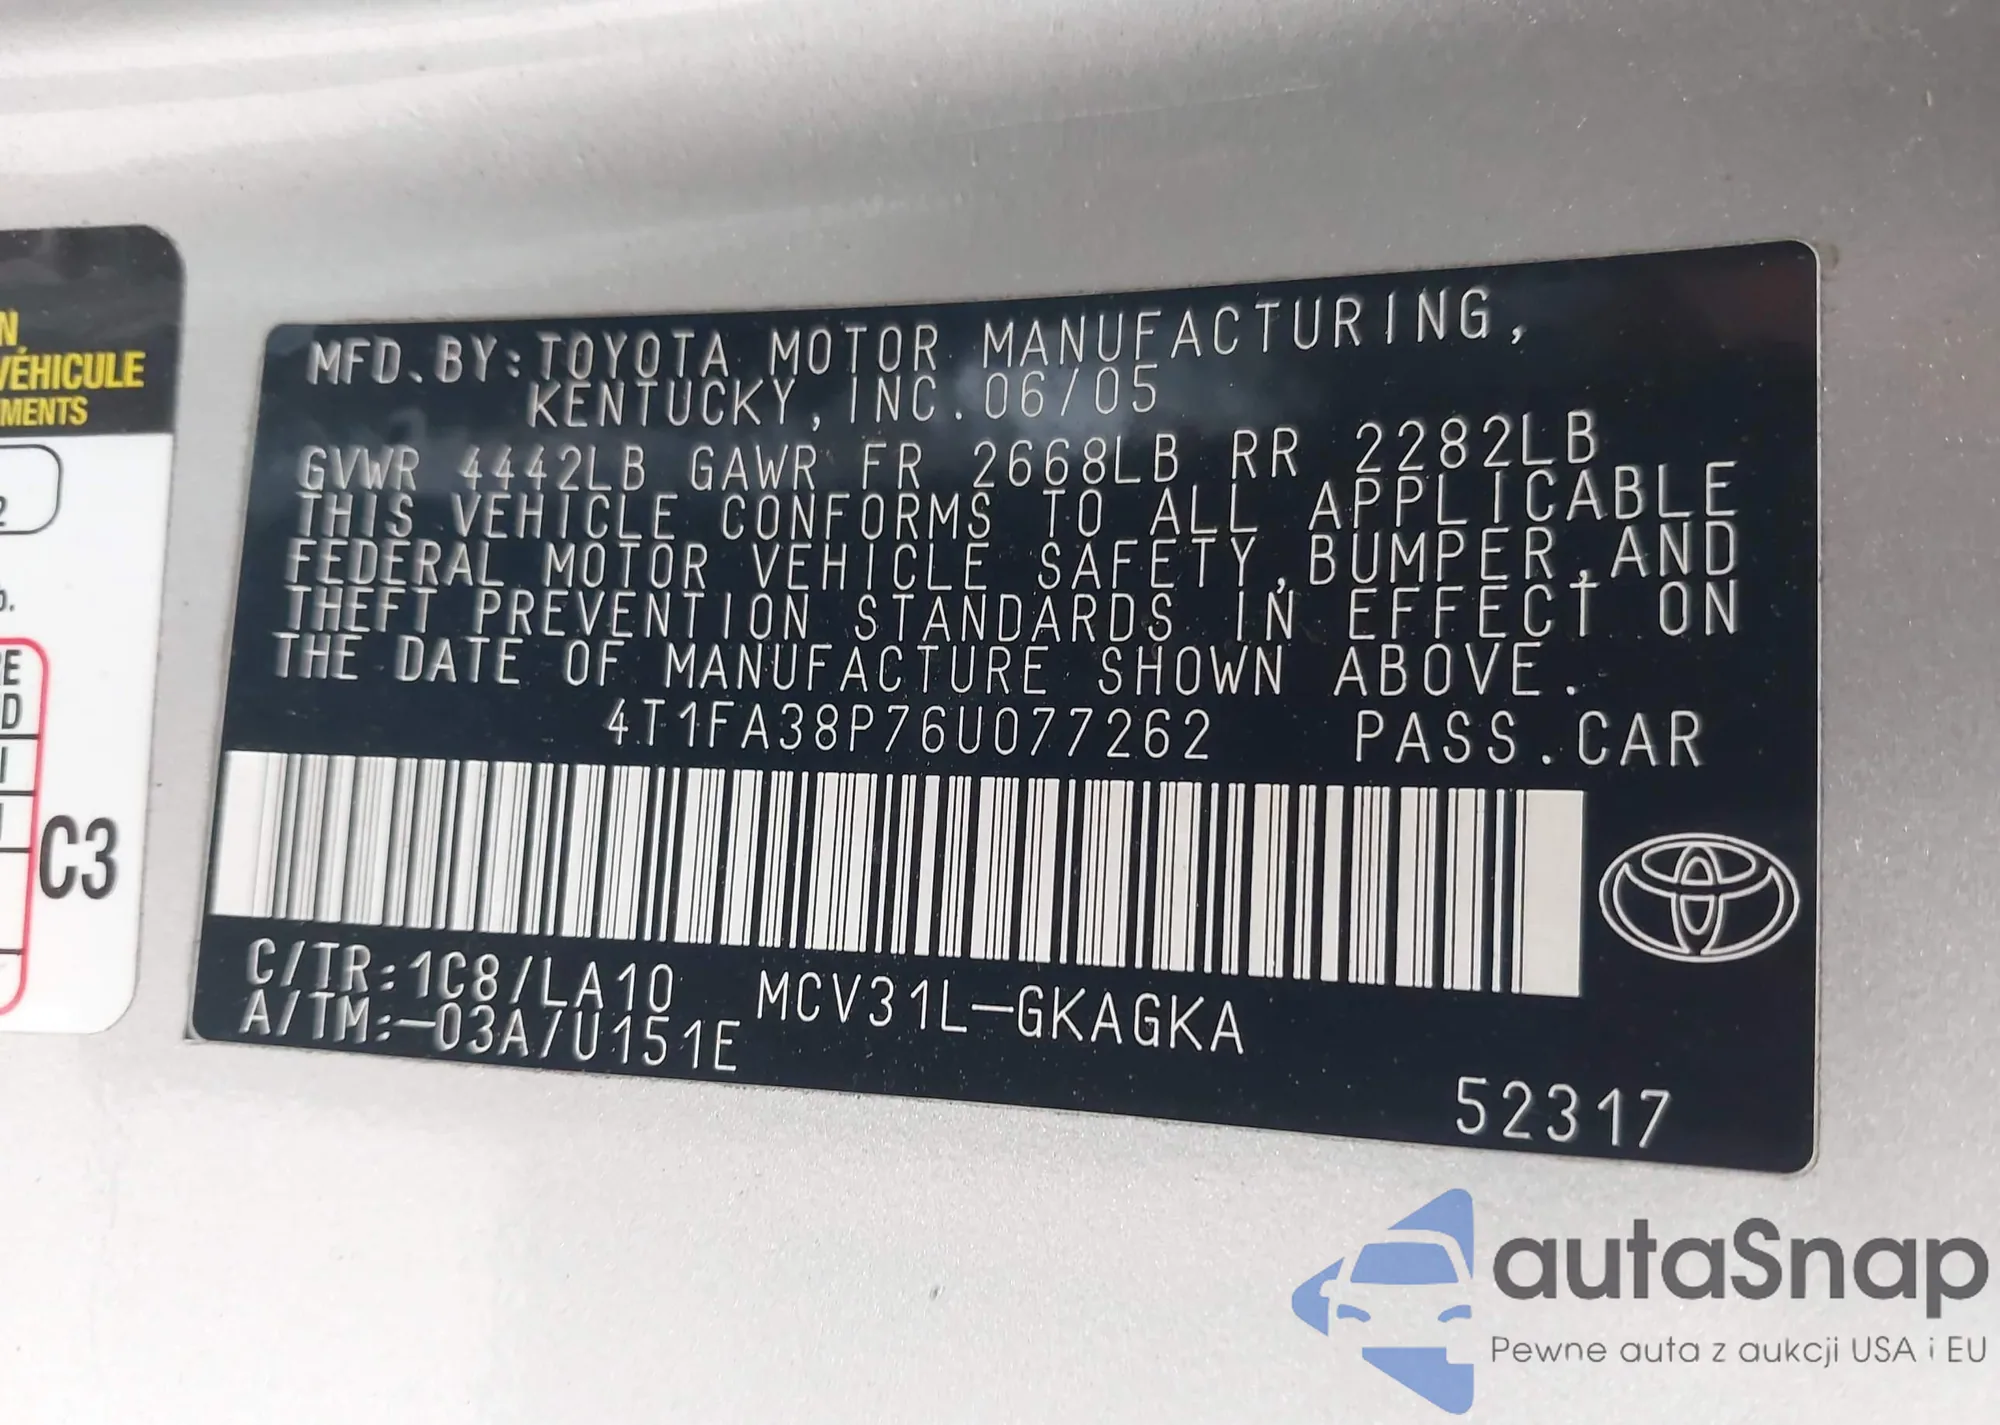 N,
VÉHICULE
MENTS
2
RE
D
C3
MFD.BY:TOYOTA MOTOR MANUFACTURING,
KENTUCKY,INC. 06/05
GVWR 4442LB GAWR FR 2668LB RR 2282LB
THIS VEHICLE CONFORMS TO ALL APPLICABLE
FEDERAL MOTOR VEHICLE SAFETY,BUMPER,AND
THEFT PREVENTION STANDARDS IN EFFECT ON
THE DATE OF MANUFACTURE SHOWN ABOVE.
4T1FA38P76U077262 PASS.CAR
C/TR:1C8/LA10 MCV31L-GKAGKA
A/TM:-03A/U151E
52317
autaSnap
Pewne auta z aukcji USA i EU